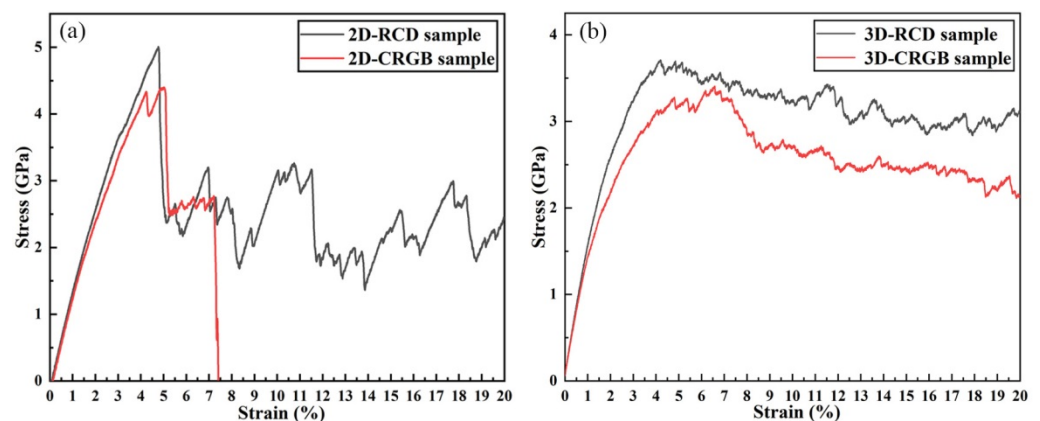 (a)
2D-RCD sample
2D-CRGB sample
Stress (GPa)
5
4
3
2
1
0
0 1 2 3 4 5 6 7 8 9 10 11 12 13 14 15 16 17 18 19 20
Strain (%)
(b)
3D-RCD sample
3D-CRGB sample
Stress (GPa)
4
3
2
1
0
0 1 2 3 4 5 6 7 8 9 10 11 12 13 14 15 16 17 18 19 20
Strain (%)